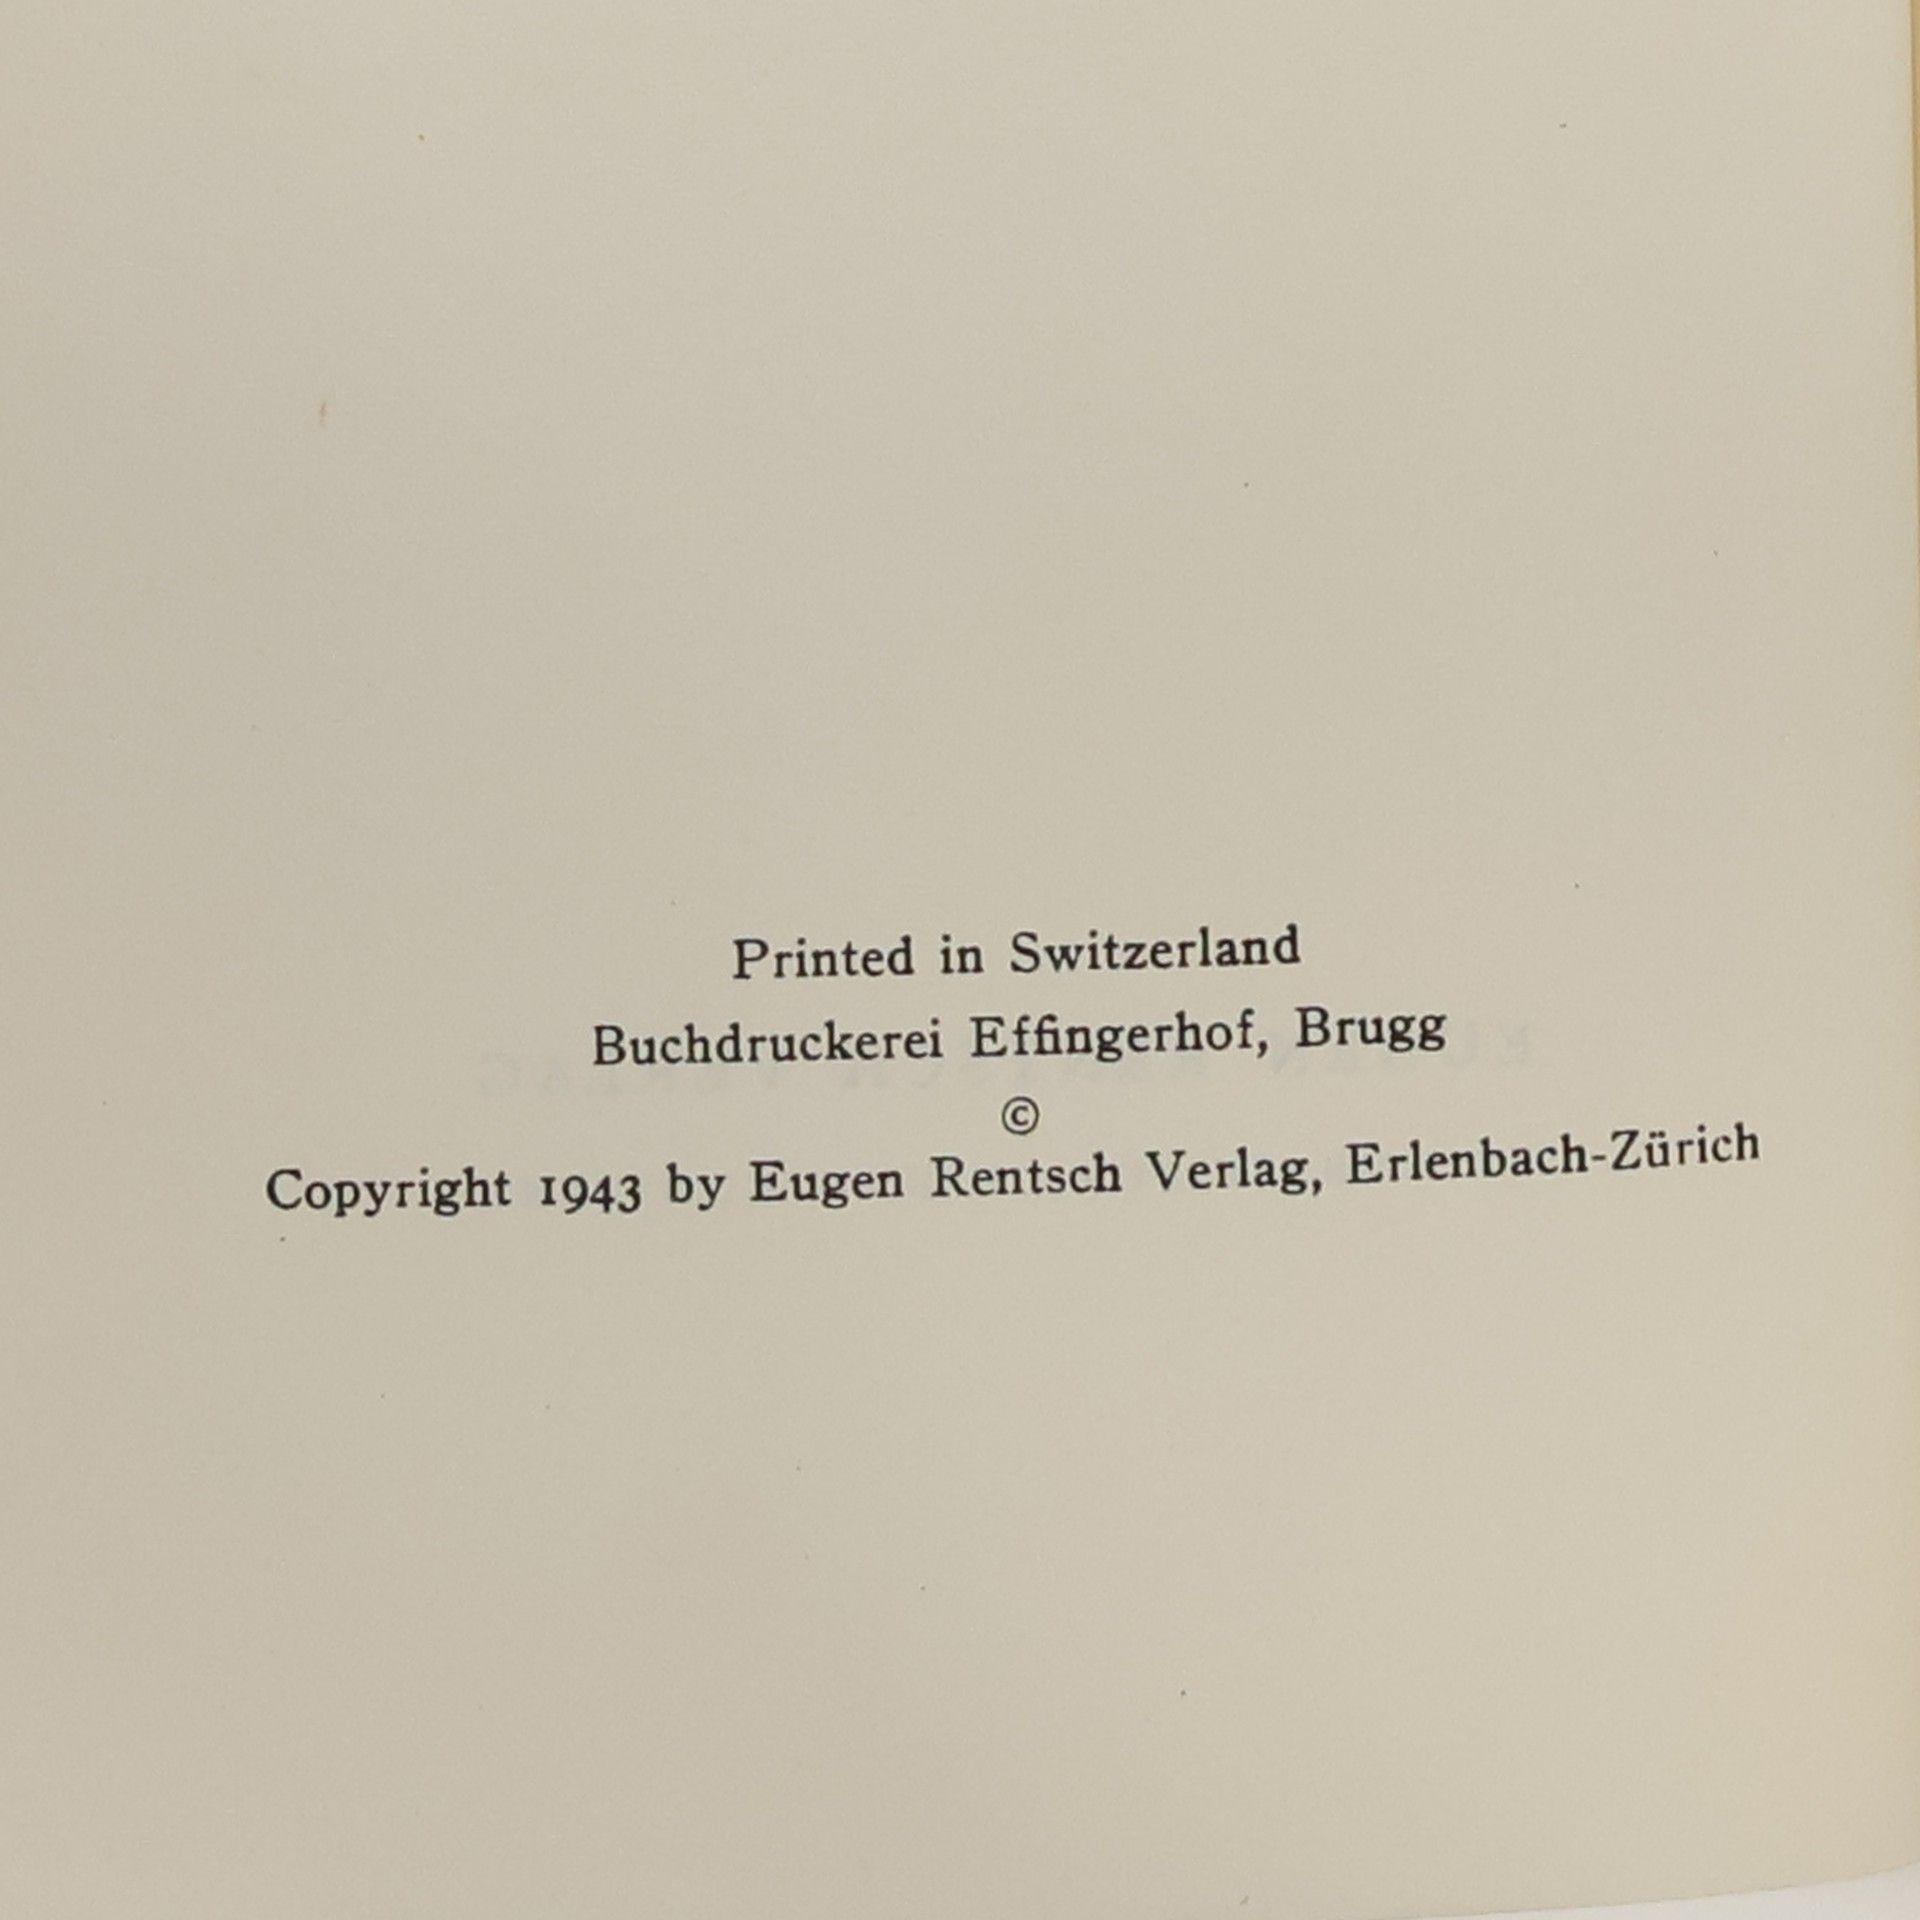 Printed in Switzerland
Buchdruckerei Effingerhof, Brugg
©
Copyright 1943 by Eugen Rentsch Verlag, Erlenbach-Zürich